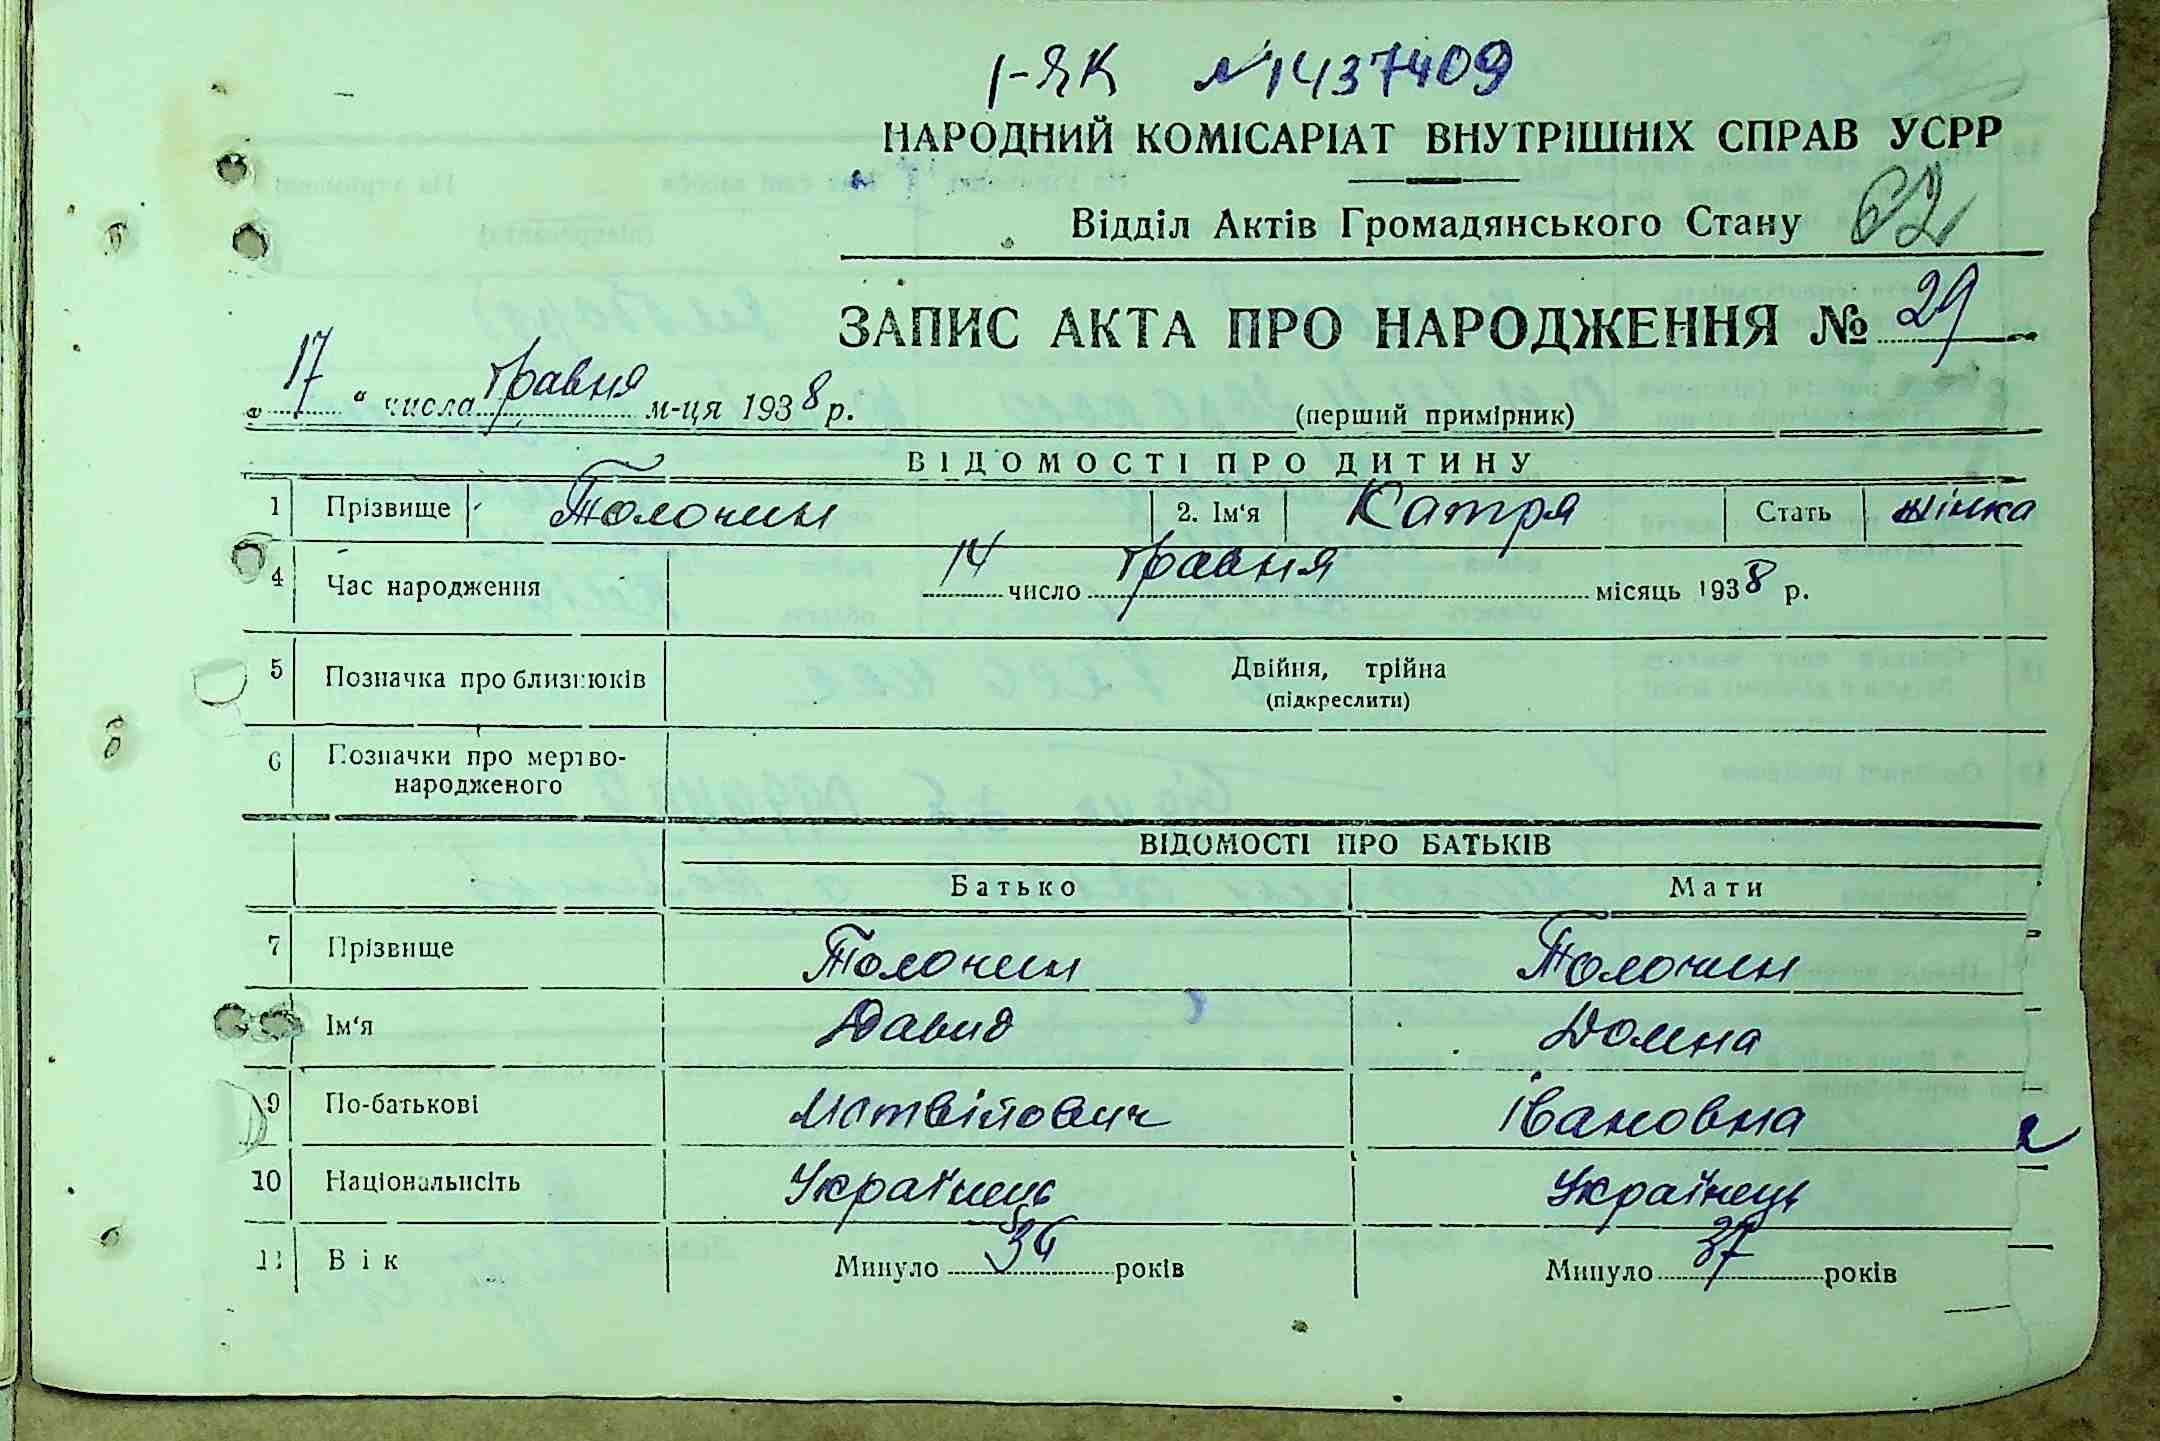 І-ЯК №1437409
НАРОДНИЙ КОМІСАРІАТ ВНУТРІШНІХ СПРАВ УСРР
Відділ Актів Громадянського Стану 62
ЗАПИС АКТА ПРО НАРОДЖЕННЯ № 29
„17“ числа травня м-ця 1938 р. (перший примірник)
ВІДОМОСТІ ПРО ДИТИНУ
1 Прізвище Толочин 2. Ім'я Катря Стать жінка
4 Час народження 14 число травня місяць 1938 р.
5 Позначка про близнюків Двійня, трійна
(підкреслити)
6 Позначки про мертво-
народженого
ВІДОМОСТІ ПРО БАТЬКІВ
Батько Мати
7 Прізвище Толочин Толочин
Ім'я Давид Домна
9 По-батькові Матвійович Івановна
10 Національність Українець Українець
11 Вік Минуло 34 років Минуло 37 років